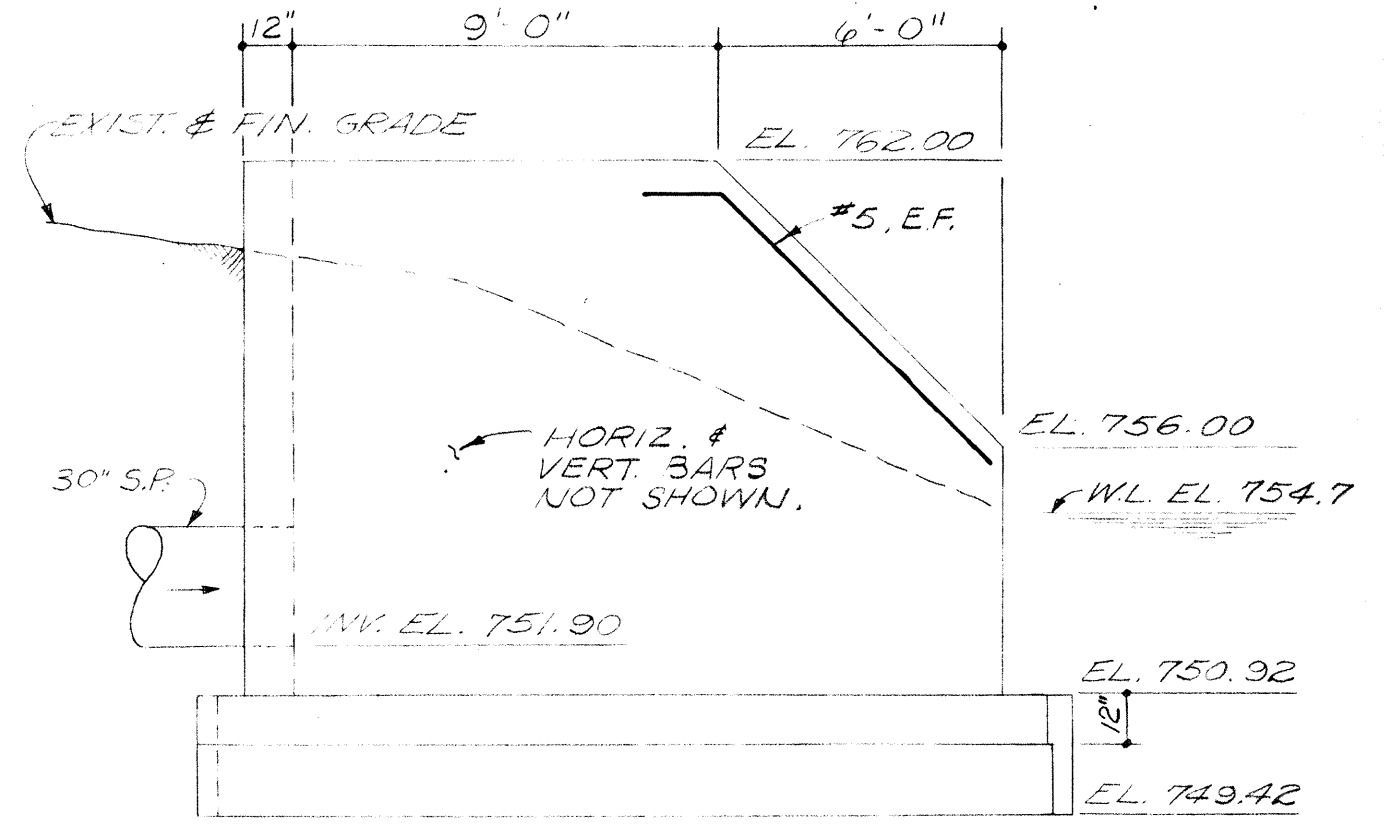 12" 9'-0" 6'-0"
EXIST. & FIN. GRADE
EL. 762.00
#5, E.F.
EL. 756.00
HORIZ. &
VERT. BARS
NOT SHOWN.
30" S.P.
W.L. EL. 754.7
INV. EL. 751.90
EL. 750.92
12"
EL. 749.42